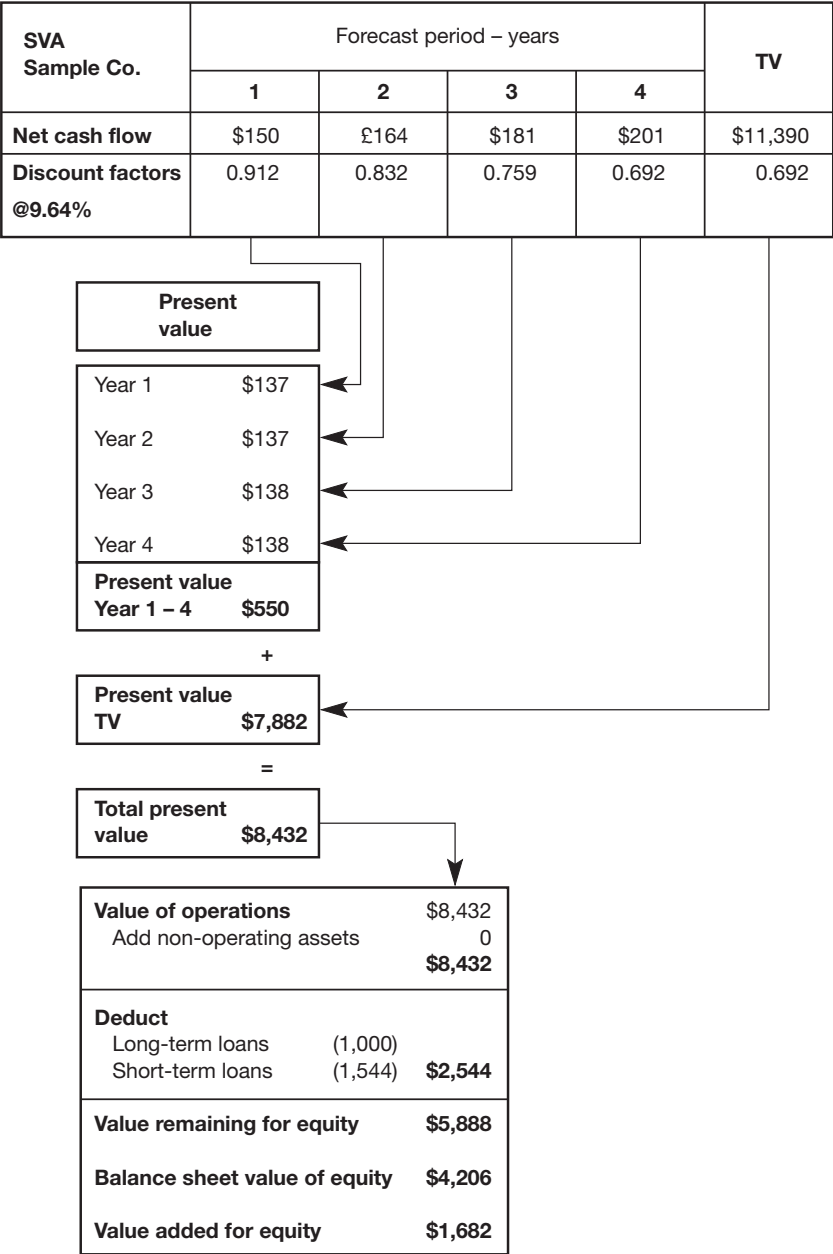 SVA
Sample Co.
Forecast period – years
TV
1 2 3 4
Net cash flow $150 £164 $181 $201 $11,390
Discount factors 0.912 0.832 0.759 0.692 0.692
@9.64%
Present
value
Year 1 $137
Year 2 $137
Year 3 $138
Year 4 $138
Present value
Year 1 – 4 $550
+
Present value
TV $7,882
=
Total present
value $8,432
Value of operations $8,432
Add non-operating assets 0
$8,432
Deduct
Long-term loans (1,000)
Short-term loans (1,544) $2,544
Value remaining for equity $5,888
Balance sheet value of equity $4,206
Value added for equity $1,682